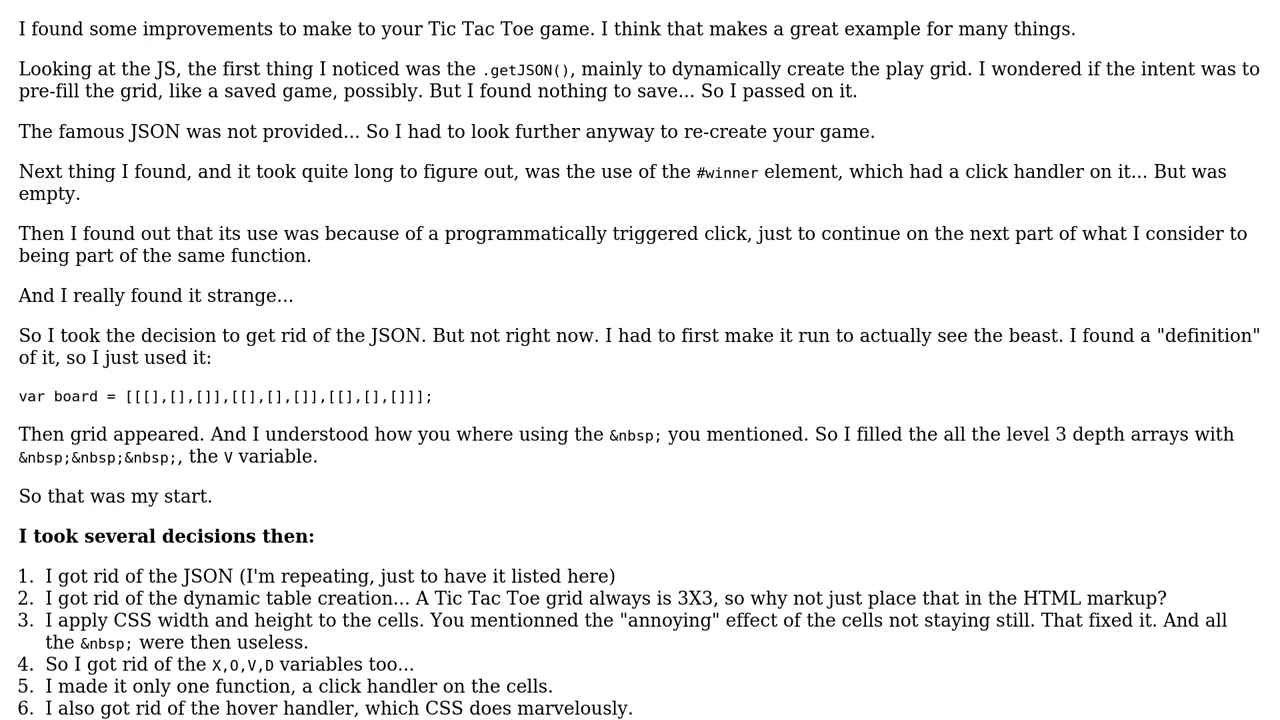 I found some improvements to make to your Tic Tac Toe game. I think that makes a great example for many things.
Looking at the JS, the first thing I noticed was the .getJSON(), mainly to dynamically create the play grid. I wondered if the intent was to
pre-fill the grid, like a saved game, possibly. But I found nothing to save... So I passed on it.
The famous JSON was not provided... So I had to look further anyway to re-create your game.
Next thing I found, and it took quite long to figure out, was the use of the #winner element, which had a click handler on it... But was
empty.
Then I found out that its use was because of a programmatically triggered click, just to continue on the next part of what I consider to
being part of the same function.
And I really found it strange...
So I took the decision to get rid of the JSON. But not right now. I had to first make it run to actually see the beast. I found a "definition"
of it, so I just used it:
var board = [[[],[],[]],[[],[],[]],[[],[],[]]];
Then grid appeared. And I understood how you where using the &nbsp; you mentioned. So I filled the all the level 3 depth arrays with
&nbsp;&nbsp;&nbsp;, the V variable.
So that was my start.
I took several decisions then:
1. I got rid of the JSON (I'm repeating, just to have it listed here)
2. I got rid of the dynamic table creation... A Tic Tac Toe grid always is 3X3, so why not just place that in the HTML markup?
3. I apply CSS width and height to the cells. You mentionned the "annoying" effect of the cells not staying still. That fixed it. And all
the &nbsp; were then useless.
4. So I got rid of the X,O,V,D variables too...
5. I made it only one function, a click handler on the cells.
6. I also got rid of the hover handler, which CSS does marvelously.